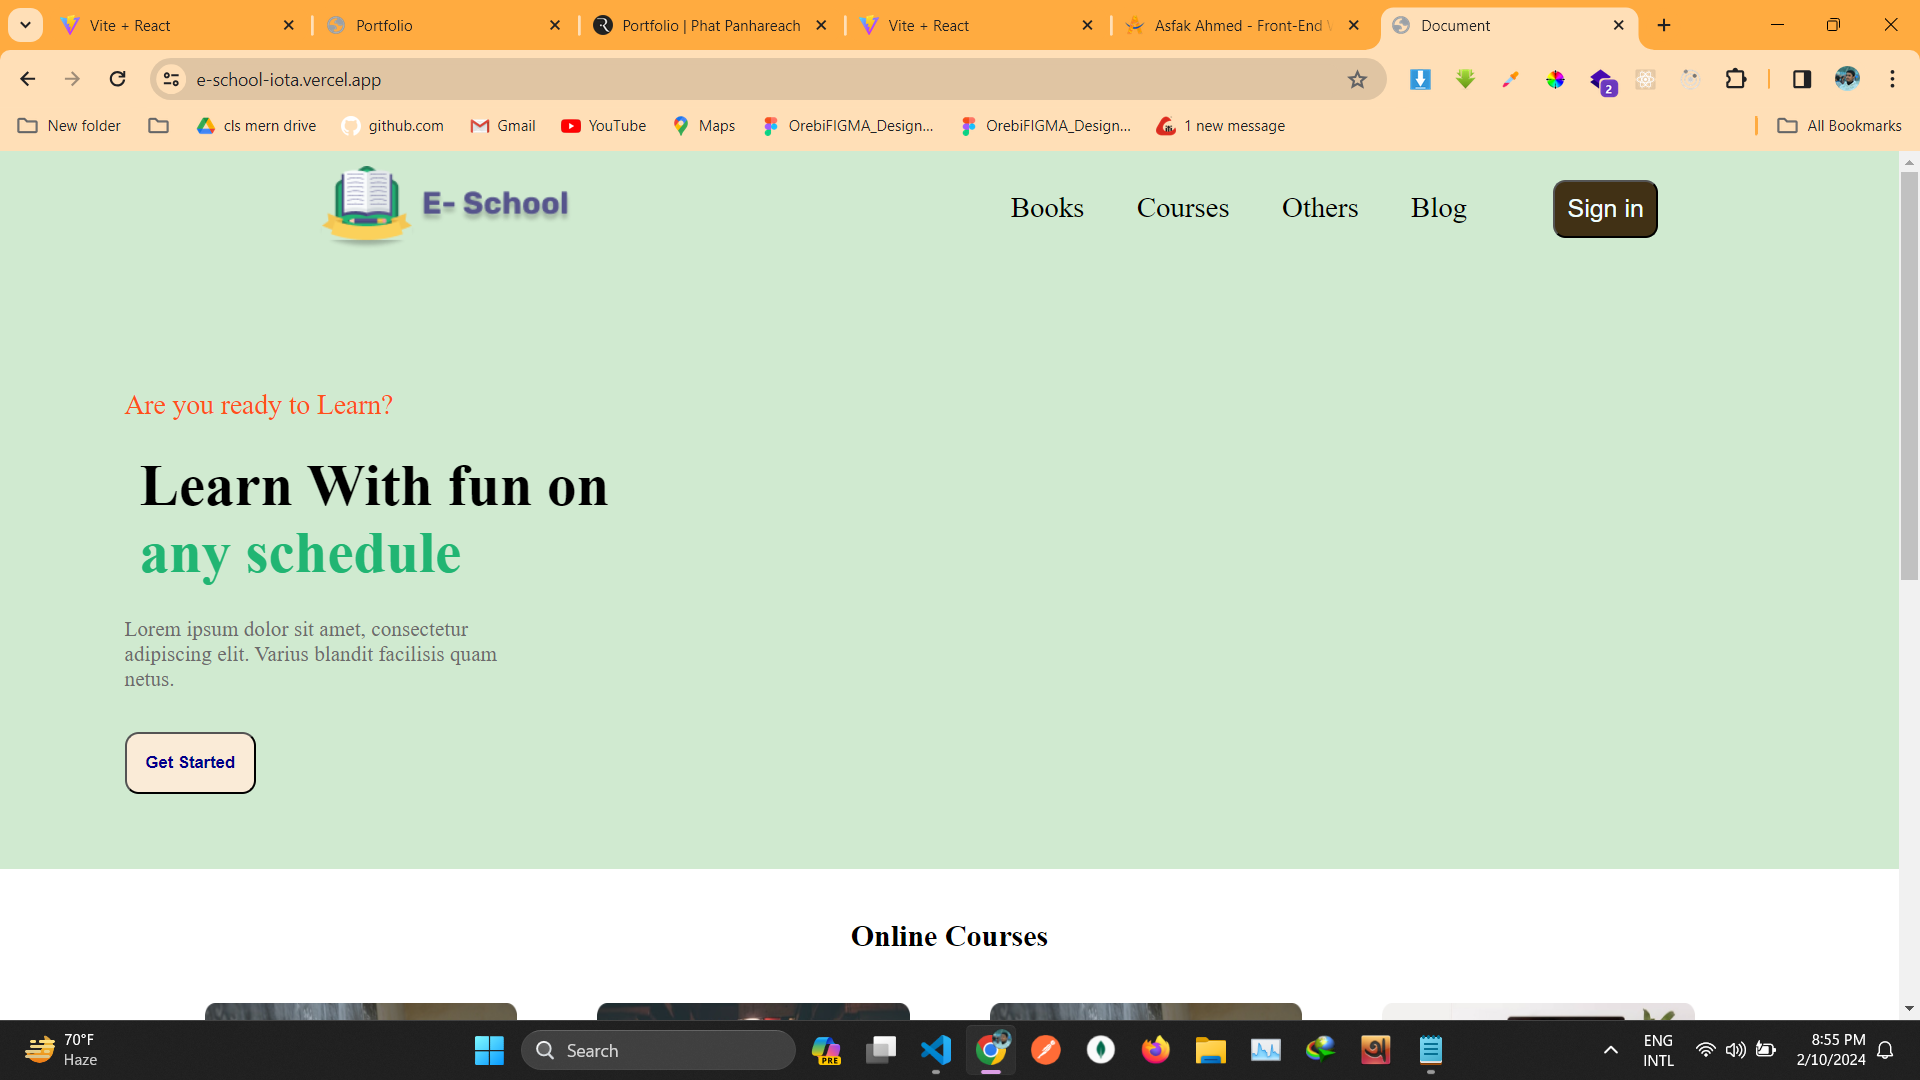 Vite + React
Portfolio
Portfolio | Phat Panhareach
Vite + React
Asfak Ahmed - Front-End
Document
e-school-iota.vercel.app
2
New folder
cls mern drive
github.com
Gmail
YouTube
Maps
OrebiFIGMA_Design...
OrebiFIGMA_Design...
1 new message
All Bookmarks
E- School
Books
Courses
Others
Blog
Sign in
Are you ready to Learn?
Learn With fun on
any schedule
Lorem ipsum dolor sit amet, consectetur
adipiscing elit. Varius blandit facilisis quam
netus.
Get Started
Online Courses
70°F
Haze
Search
PRE
ENG
INTL
8:55 PM
2/10/2024